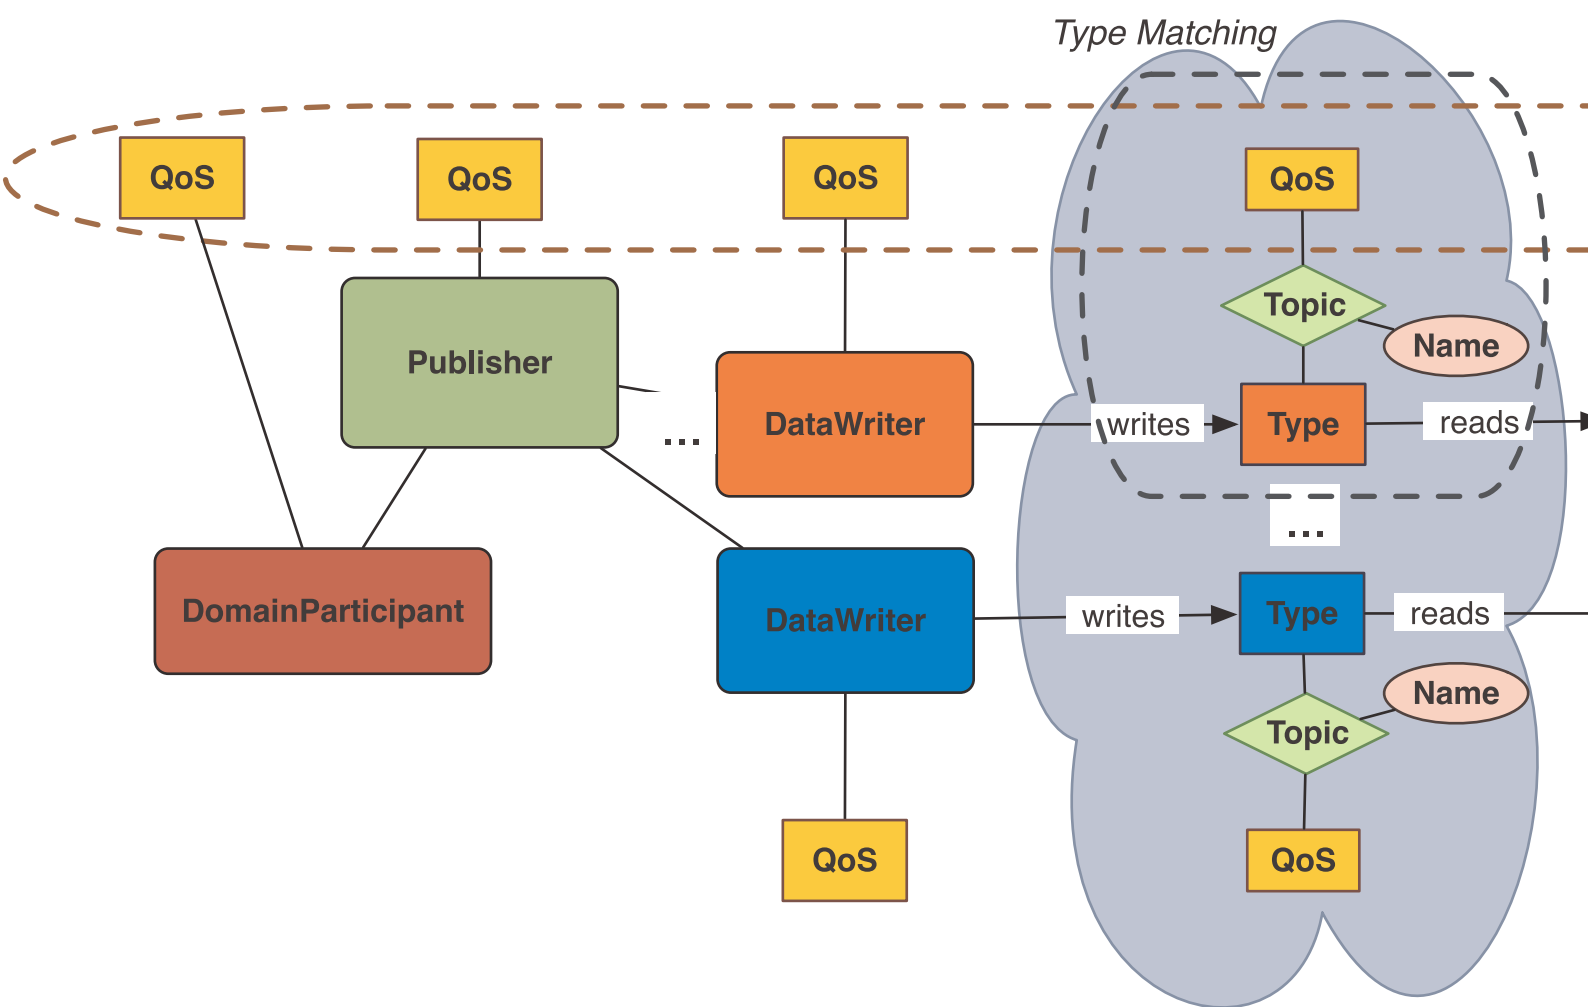 Type Matching
QoS
QoS
QoS
QoS
Topic
Name
Publisher
...
DataWriter
writes
Type
reads
...
DomainParticipant
DataWriter
writes
Type
reads
Name
Topic
QoS
QoS